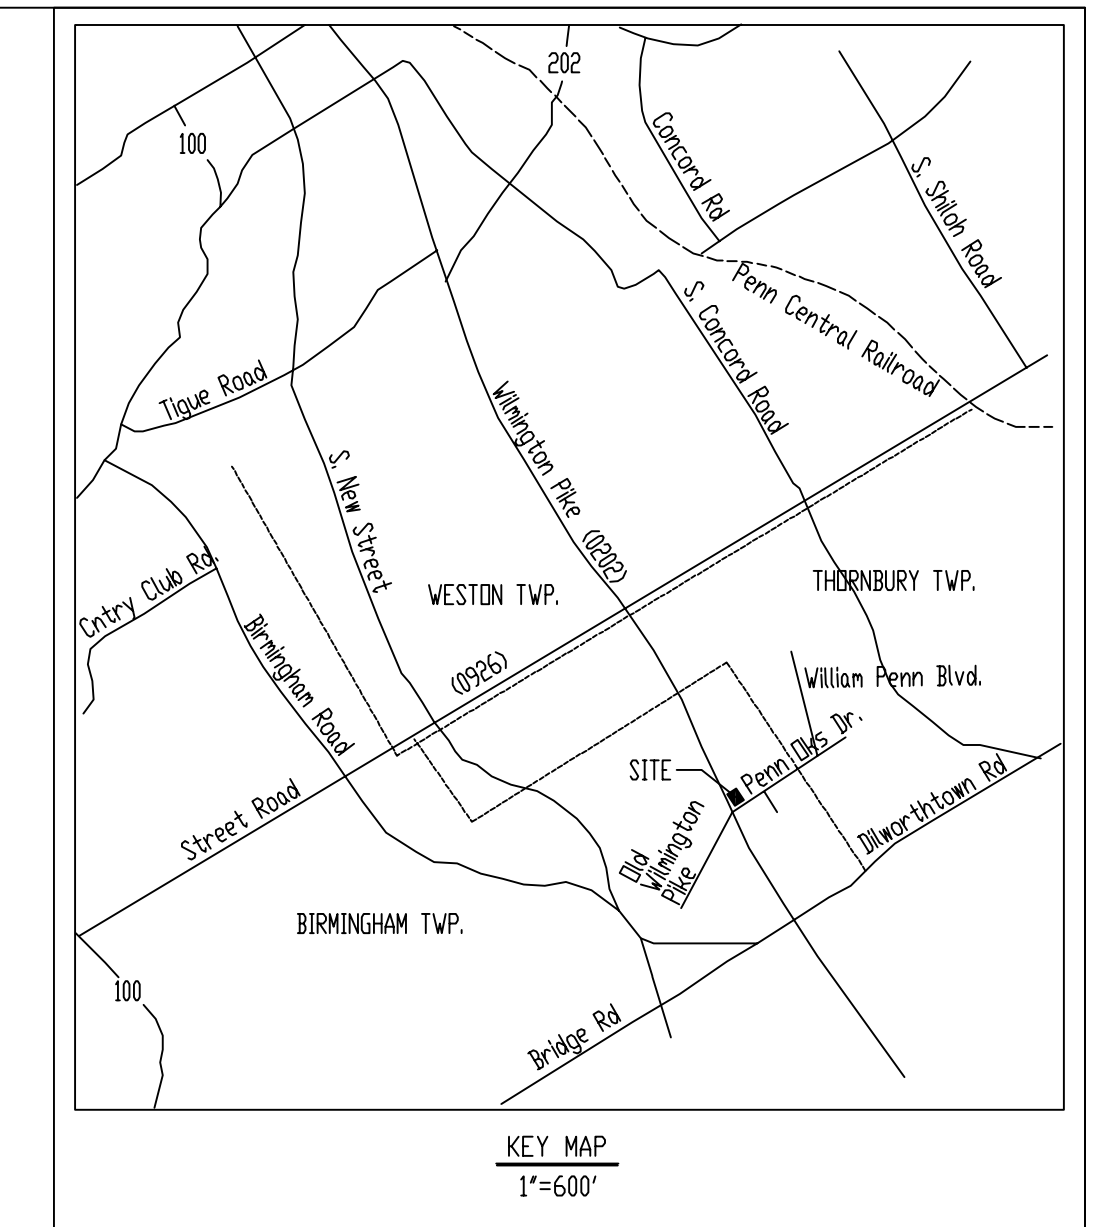 202
100
Concord Rd
S. Shiloh Road
Penn Central Railroad
S. Concord Road
Tigue Road
Wilmington Pike (0202)
S. New Street
Cntry Club Rd.
WESTON TWP.
THORNBURY TWP.
Birmingham Road
(0926)
William Penn Blvd.
SITE
Penn Oks Dr.
Street Road
Old
Wilmington
Pike
Dilworthtown Rd
BIRMINGHAM TWP.
100
Bridge Rd
KEY MAP
1"=600'